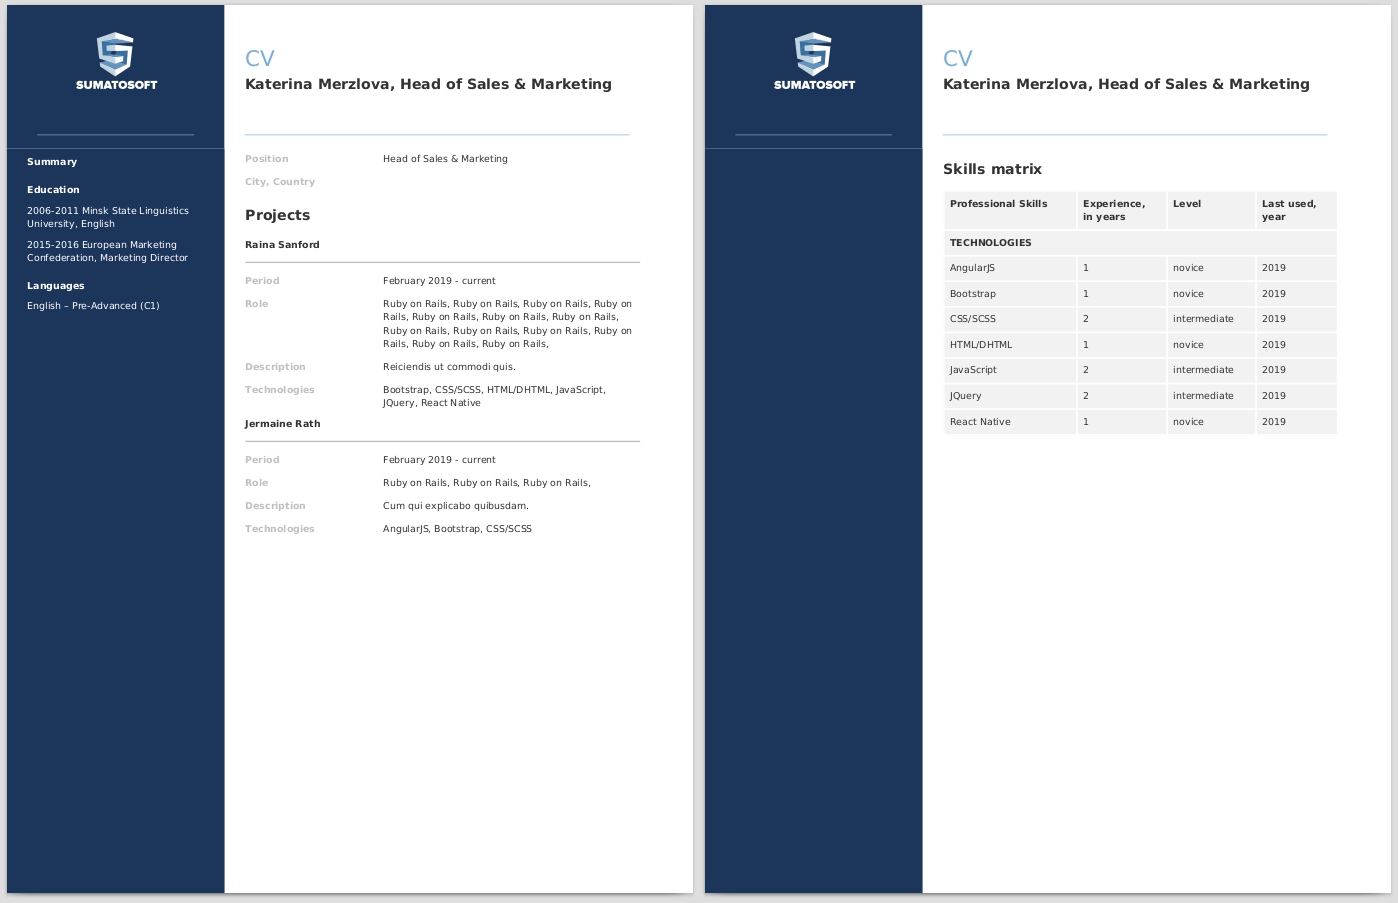 SUMATOSOFT
CV
Katerina Merzlova, Head of Sales & Marketing
Summary
Education
2006-2011 Minsk State Linguistics
University, English
2015-2016 European Marketing
Confederation, Marketing Director
Languages
English – Pre-Advanced (C1)
Position Head of Sales & Marketing
City, Country
Projects
Raina Sanford
Period February 2019 - current
Role Ruby on Rails, Ruby on Rails, Ruby on Rails, Ruby on
Rails, Ruby on Rails, Ruby on Rails, Ruby on Rails,
Ruby on Rails, Ruby on Rails, Ruby on Rails, Ruby on
Rails, Ruby on Rails, Ruby on Rails,
Description Reiciendis ut commodi quis.
Technologies Bootstrap, CSS/SCSS, HTML/DHTML, JavaScript,
JQuery, React Native
Jermaine Rath
Period February 2019 - current
Role Ruby on Rails, Ruby on Rails, Ruby on Rails,
Description Cum qui explicabo quibusdam.
Technologies AngularJS, Bootstrap, CSS/SCSS
SUMATOSOFT
CV
Katerina Merzlova, Head of Sales & Marketing
Skills matrix
Professional Skills Experience, in years Level Last used, year
TECHNOLOGIES
AngularJS 1 novice 2019
Bootstrap 1 novice 2019
CSS/SCSS 2 intermediate 2019
HTML/DHTML 1 novice 2019
JavaScript 2 intermediate 2019
JQuery 2 intermediate 2019
React Native 1 novice 2019